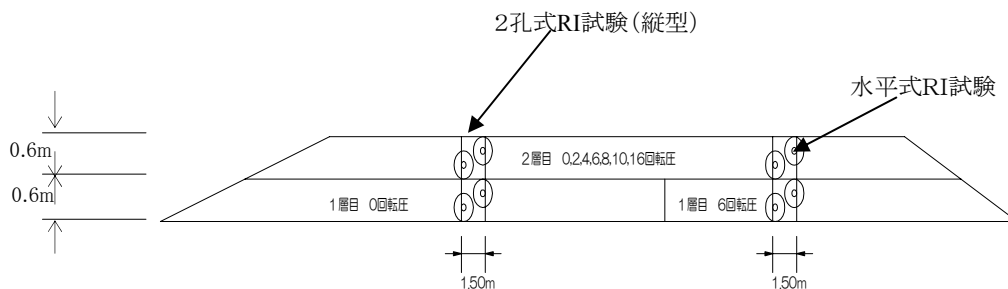 2孔式RI試験（縦型）
水平式RI試験
0.6m
2層目 0,2,4,6,8,10,16回転圧
0.6m
1層目 0回転圧
1層目 6回転圧
1.50m
1.50m